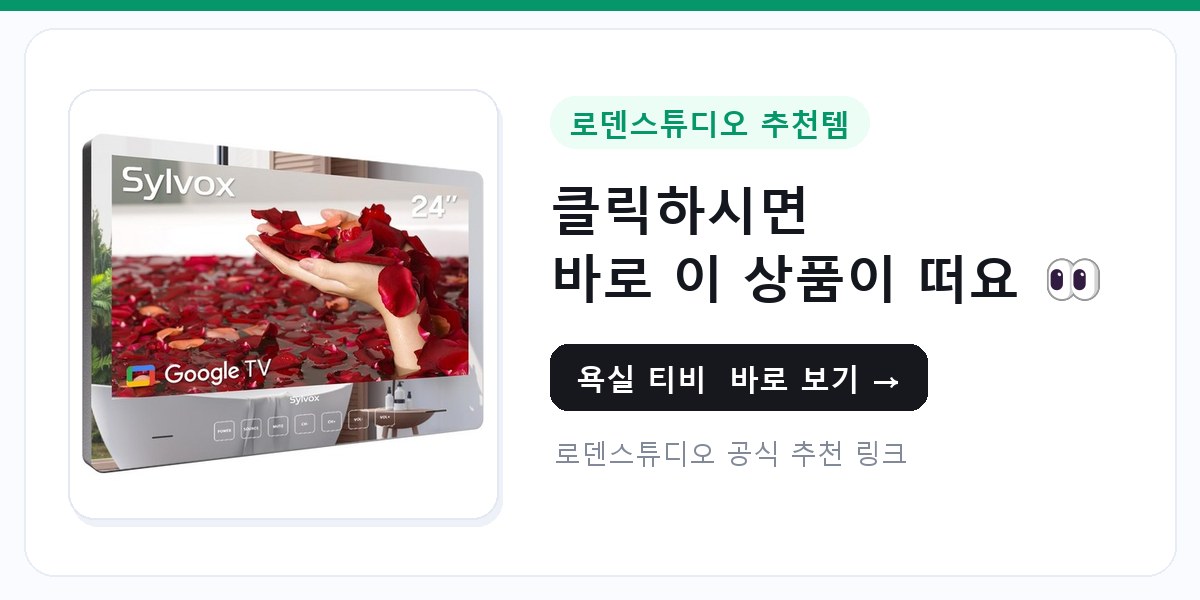 Sylvox
24″
Google TV
Sylvox
로덴스튜디오 추천템
클릭하시면
바로 이 상품이 떠요 👀
욕실 티비 바로 보기 →
로덴스튜디오 공식 추천 링크